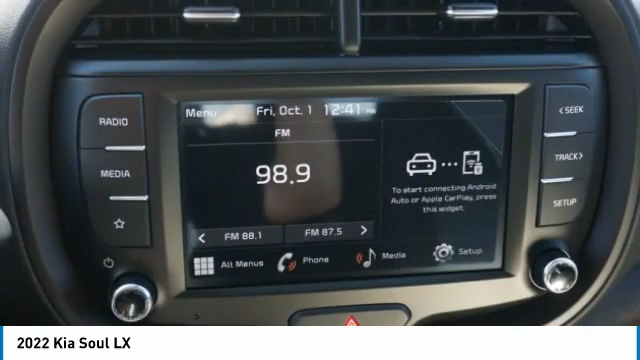 Menu Fri, Oct. 1 12:41 PM
FM
98.9
FM 88.1 FM 87.5
To start connecting Android
Auto or Apple CarPlay, press
this widget.
All Menus Phone Media Setup
RADIO
MEDIA
< SEEK
TRACK >
SETUP
2022 Kia Soul LX